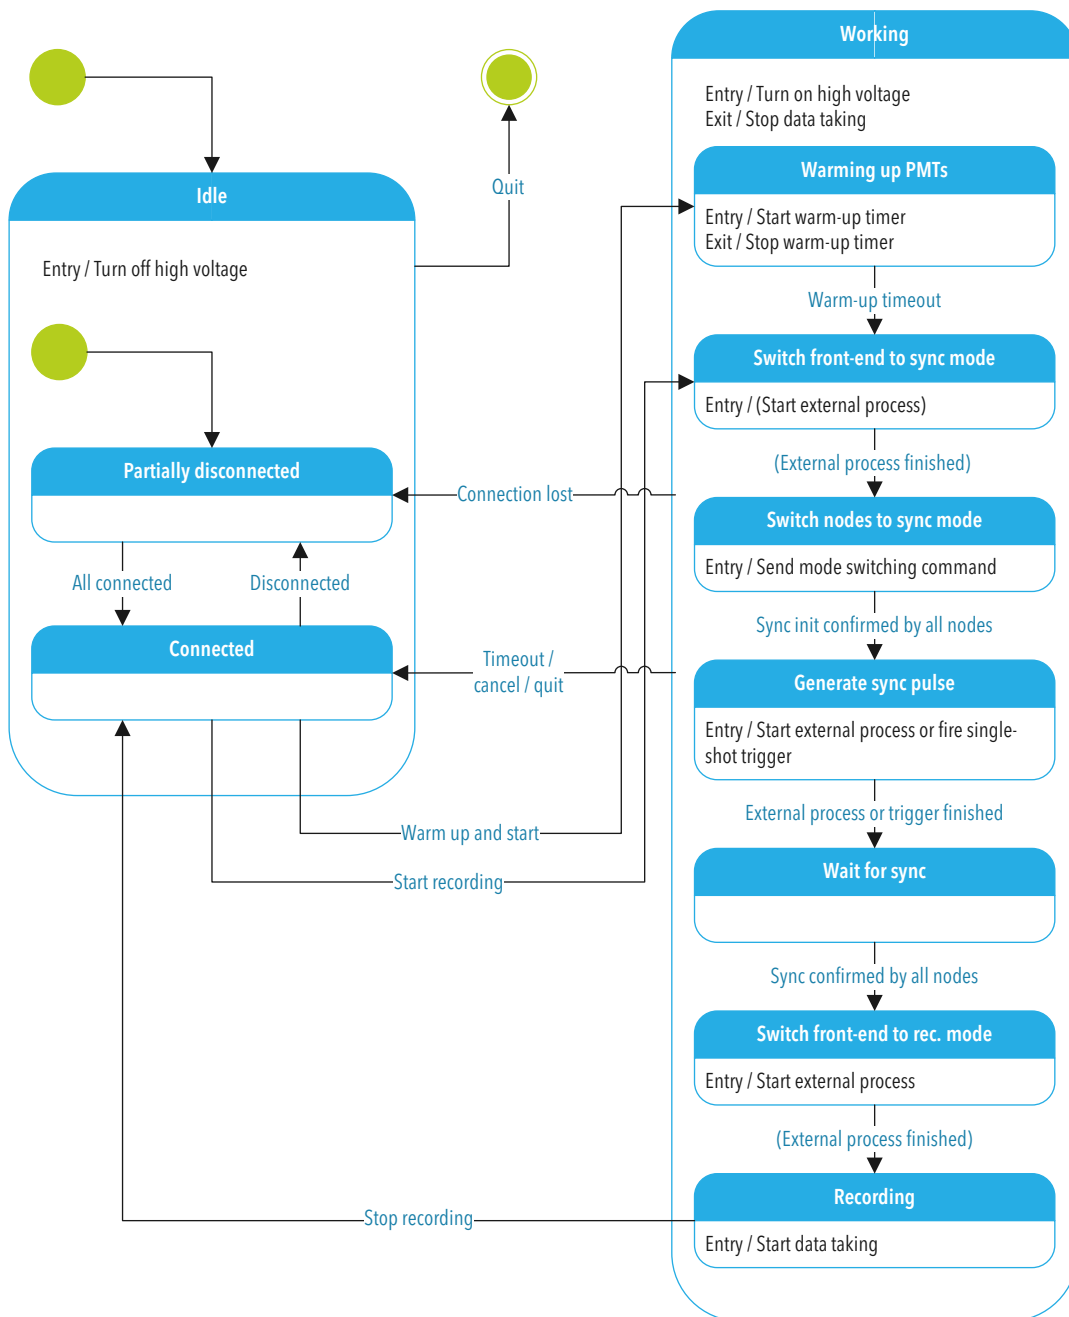 Working
Entry / Turn on high voltage
Exit / Stop data taking
Quit
Idle
Entry / Turn off high voltage
Warming up PMTs
Entry / Start warm-up timer
Exit / Stop warm-up timer
Warm-up timeout
Switch front-end to sync mode
Entry / (Start external process)
(External process finished)
Partially disconnected
Connection lost
Switch nodes to sync mode
Entry / Send mode switching command
All connected
Disconnected
Sync init confirmed by all nodes
Connected
Timeout /
cancel / quit
Generate sync pulse
Entry / Start external process or fire single-
shot trigger
External process or trigger finished
Warm up and start
Start recording
Wait for sync
Sync confirmed by all nodes
Switch front-end to rec. mode
Entry / Start external process
(External process finished)
Recording
Stop recording
Entry / Start data taking